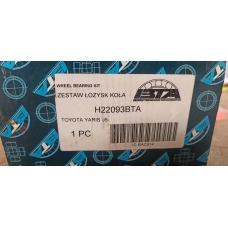 WHEEL BEARING KIT
ZESTAW ŁOŻYSK KOŁA
BTA
H22093BTA
TOYOTA YARIS
1 PC